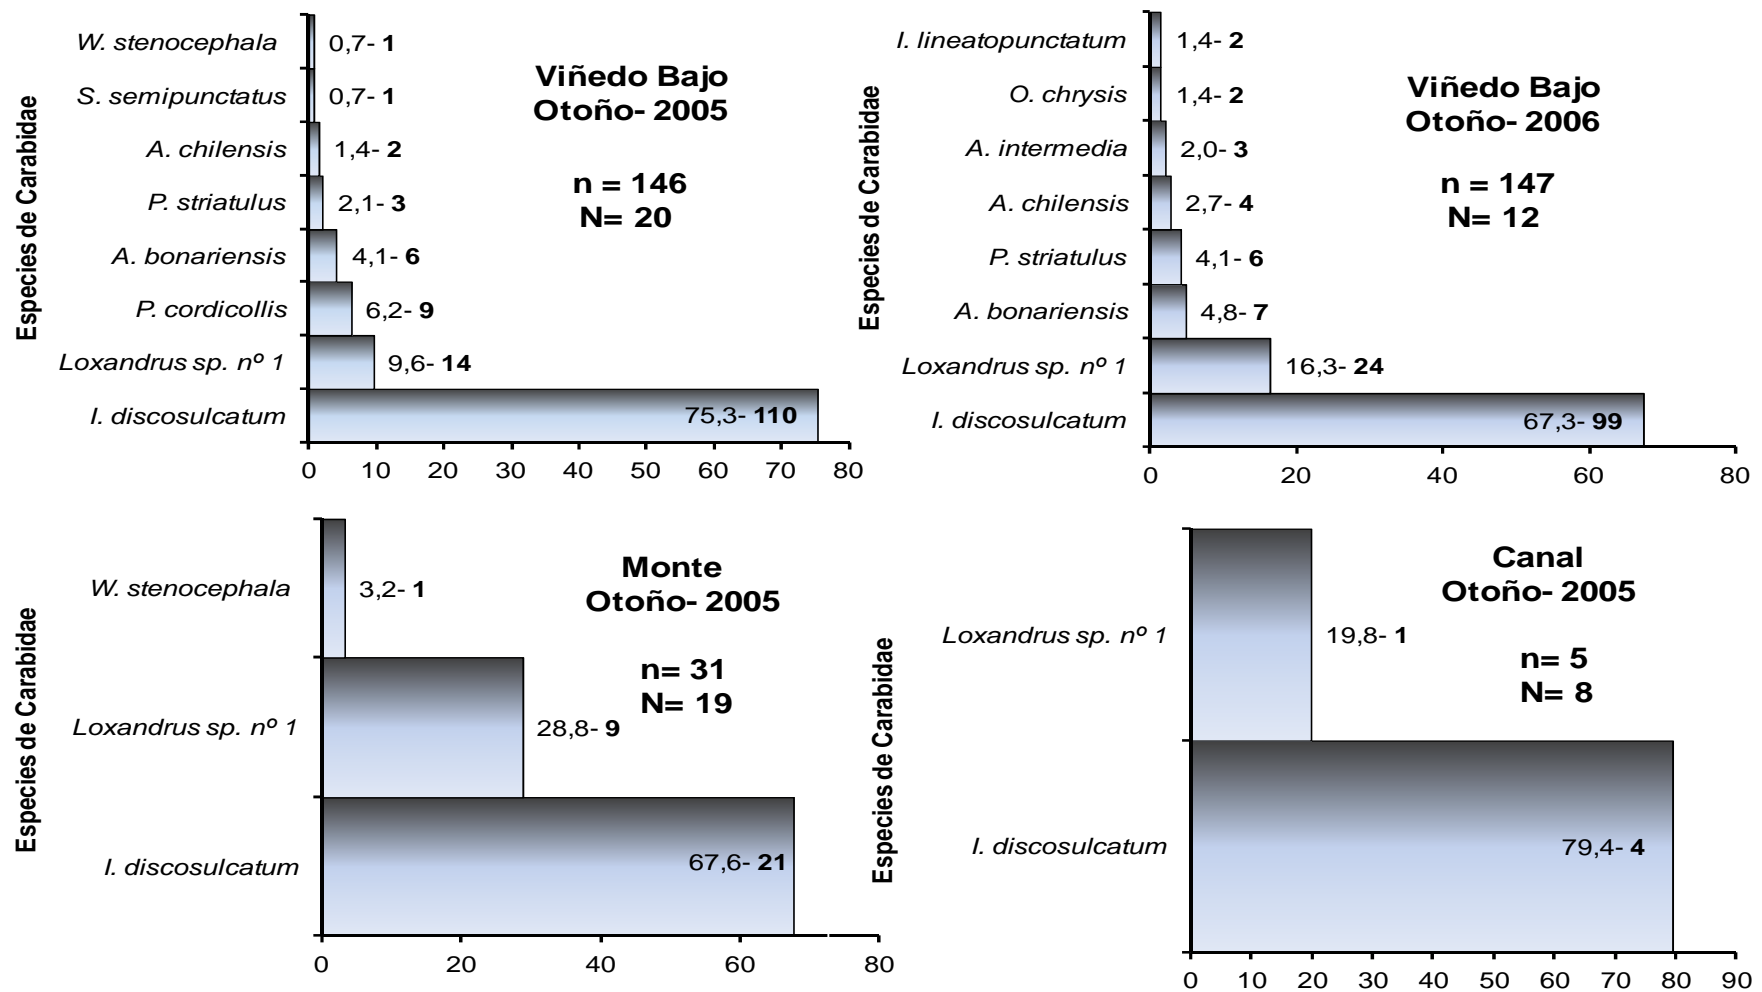 Especies de Carabidae
W. stenocephala 0,7- 1
S. semipunctatus 0,7- 1
A. chilensis 1,4- 2
P. striatulus 2,1- 3
A. bonariensis 4,1- 6
P. cordicollis 6,2- 9
Loxandrus sp. nº 1 9,6- 14
I. discosulcatum 75,3- 110
0 10 20 30 40 50 60 70 80
Viñedo Bajo
Otoño- 2005
n = 146
N= 20
Especies de Carabidae
I. lineatopunctatum 1,4- 2
O. chrysis 1,4- 2
A. intermedia 2,0- 3
A. chilensis 2,7- 4
P. striatulus 4,1- 6
A. bonariensis 4,8- 7
Loxandrus sp. nº 1 16,3- 24
I. discosulcatum 67,3- 99
0 20 40 60 80
Viñedo Bajo
Otoño- 2006
n = 147
N= 12
Especies de Carabidae
W. stenocephala 3,2- 1
Loxandrus sp. nº 1 28,8- 9
I. discosulcatum 67,6- 21
0 20 40 60 80
Monte
Otoño- 2005
n= 31
N= 19
Especies de Carabidae
Loxandrus sp. nº 1 19,8- 1
I. discosulcatum 79,4- 4
0 10 20 30 40 50 60 70 80 90
Canal
Otoño- 2005
n= 5
N= 8